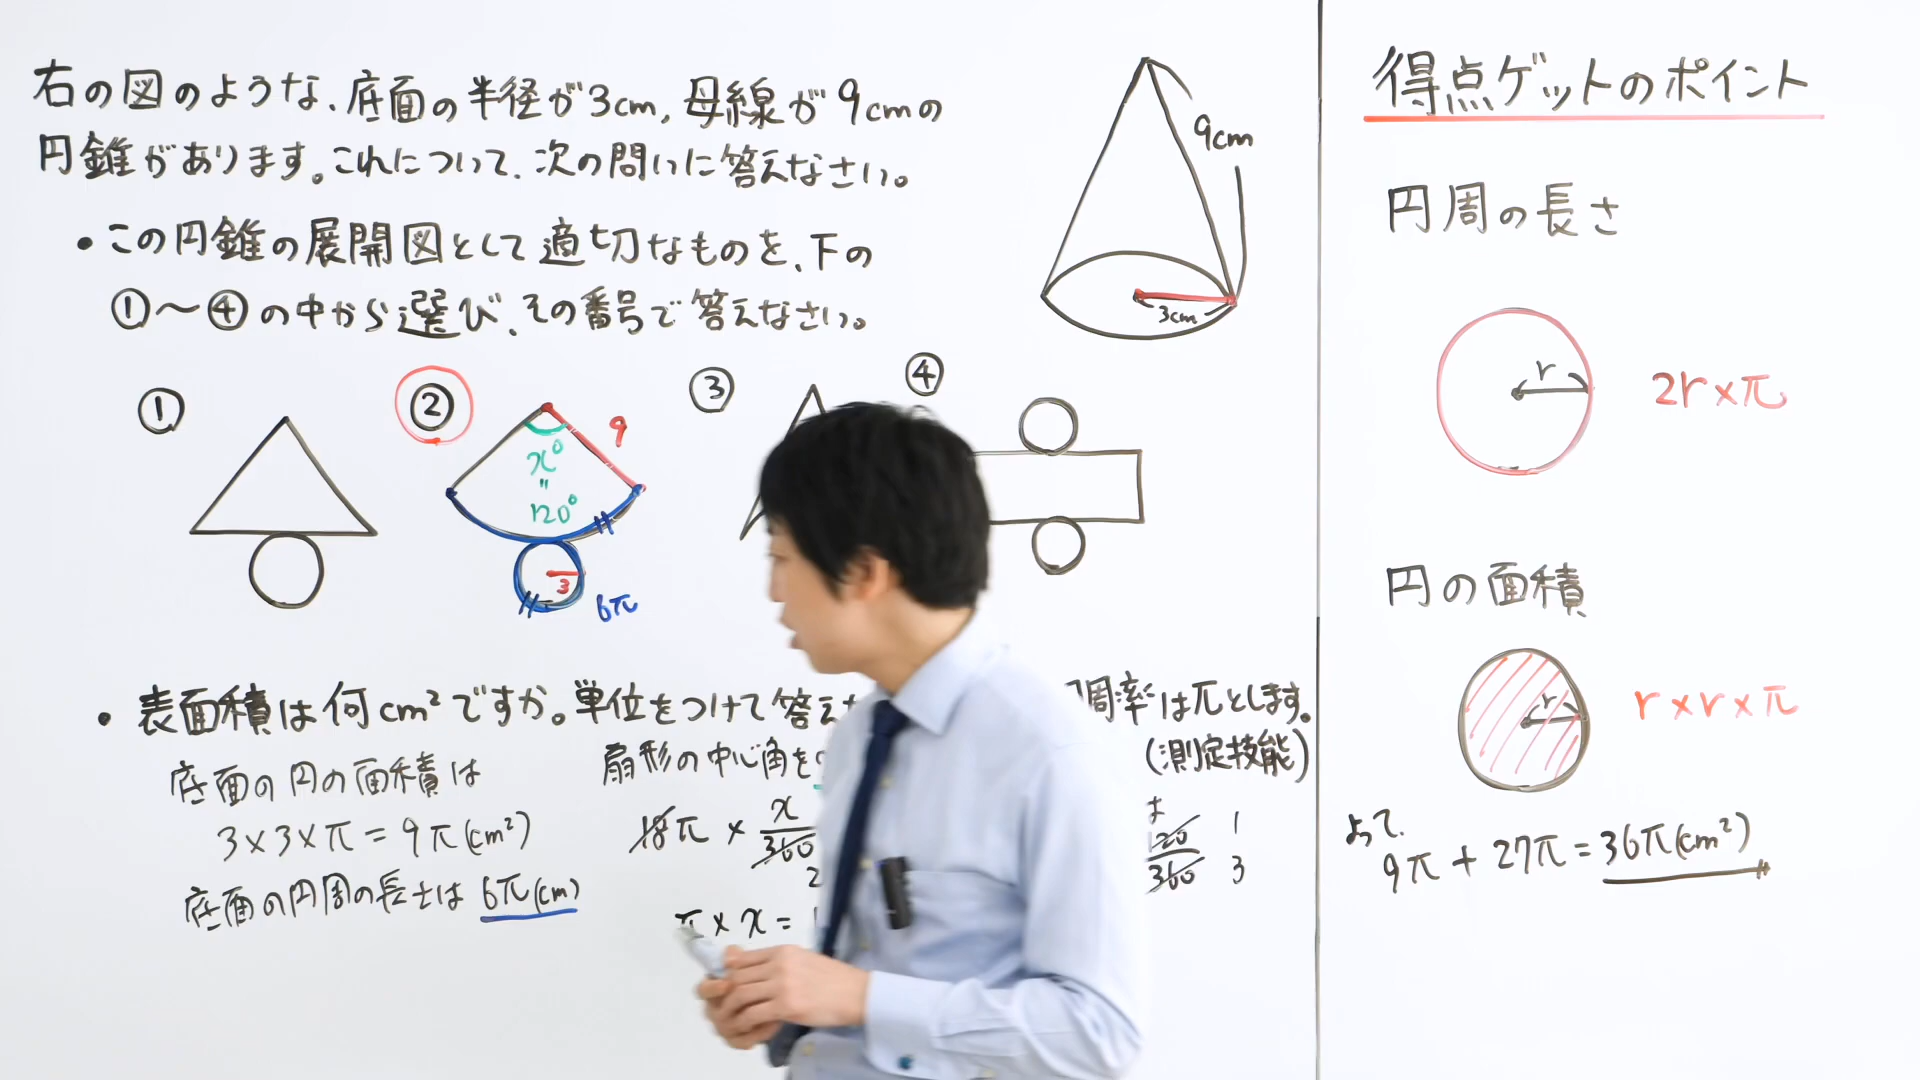 右の図のような、底面の半径が3cm, 母線が9cmの
円錐があります。これについて、次の問いに答えなさい。
・この円錐の展開図として適切なものを、下の
①〜④の中から選び、その番号で答えなさい。
9cm
3cm
①
②
③
④
9
x°
〃
120°
3
6π
・表面積は何cm²ですか。単位をつけて答え
周率はπとします。
(測定技能)
底面の円の面積は
3×3×π=9π(cm²)
底面の円周の長さは 6π(cm)
扇形の中心角を
18π × x/360
2
π × x =
は
120/360
1
3
得点ゲットのポイント
円周の長さ
r
2r×π
円の面積
r
r×r×π
よって、
9π + 27π = 36π(cm²)